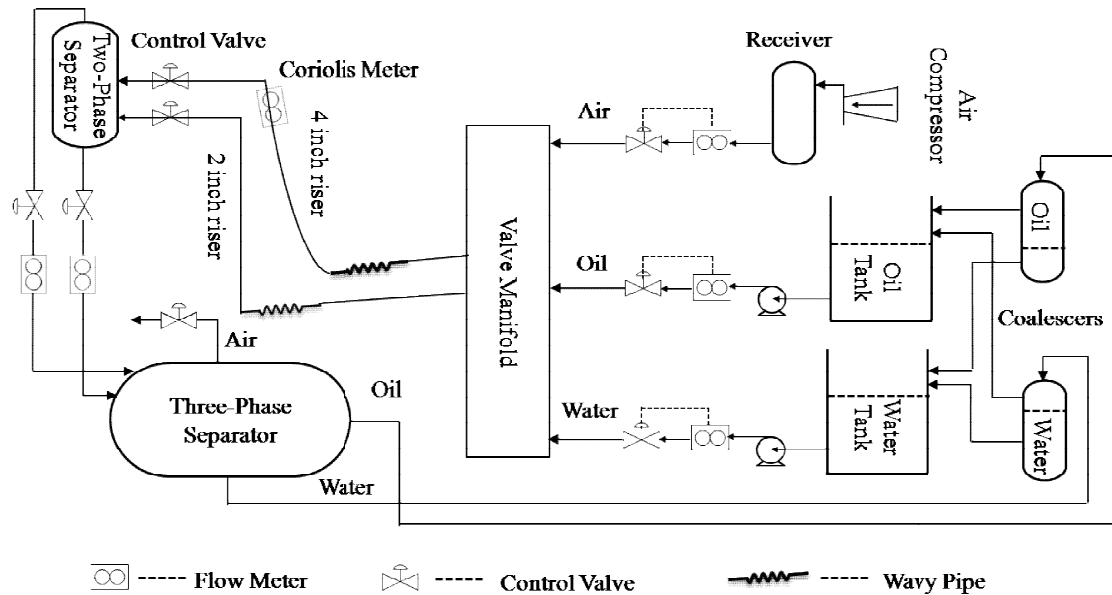 Two-Phase
Separator
Control Valve
Coriolis Meter
4 inch riser
2 inch riser
Receiver
Air
Compressor
Air
Valve Manifold
Oil
Oil
Tank
Oil
Coalescers
Water
Water
Tank
Water
Air
Oil
Three-Phase
Separator
Water
Flow Meter
Control Valve
Wavy Pipe